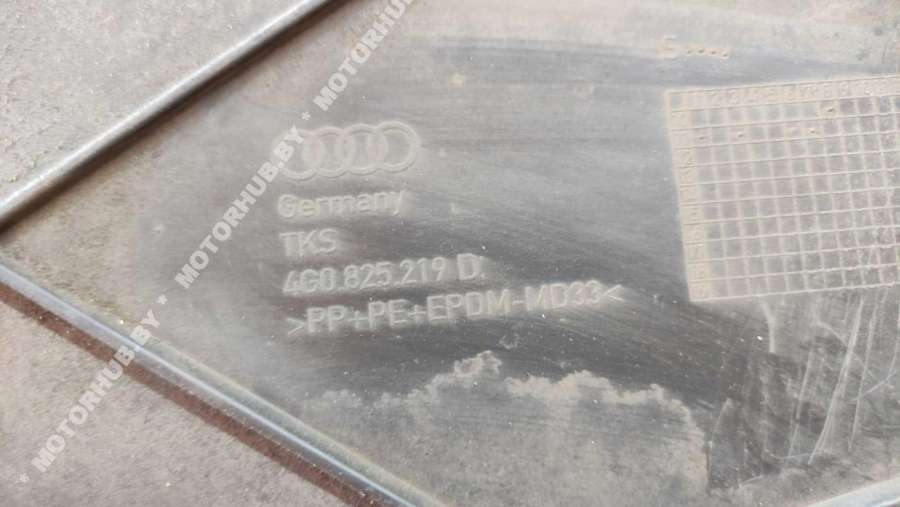 Germany
TKS
4G0.825.219 D.
>PP+PE+EPDM-MD33<
* MOTORHUB.BY * MOTORHUB.BY * MOTORHUB.BY *